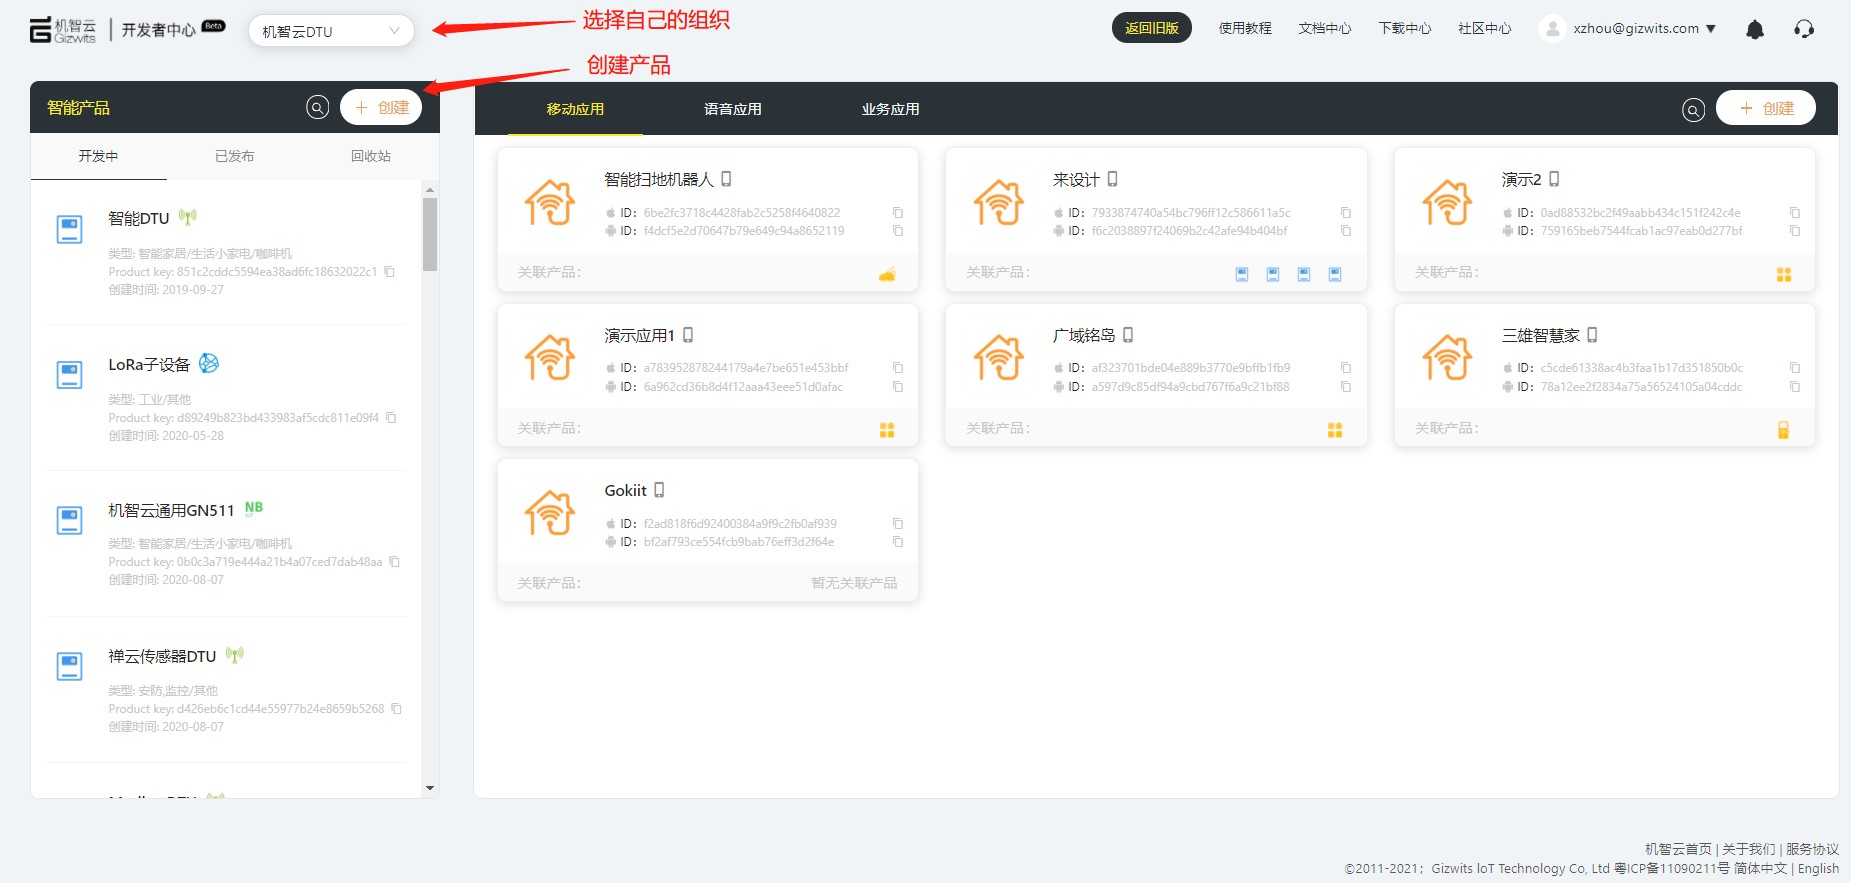 机智云
Gizwits
开发者中心
Beta
机智云DTU
选择自己的组织
返回旧版
使用教程
文档中心
下载中心
社区中心
xzhou@gizwits.com
创建产品
智能产品
+ 创建
开发中
已发布
回收站
智能DTU
类型: 智能家居/生活小家电/咖啡机
Product key: 851c2cddc5594ea38ad6fc18632022c1
创建时间: 2019-09-27
LoRa子设备
类型: 工业/其他
Product key: d89249b823bd433983af5cdc811e09f4
创建时间: 2020-05-28
机智云通用GN511
NB
类型: 智能家居/生活小家电/咖啡机
Product key: 0b0c3a719e444a21b4a07ced7dab48aa
创建时间: 2020-08-07
禅云传感器DTU
类型: 安防,监控/其他
Product key: d426eb6c1cd44e55977b24e8659b5268
创建时间: 2020-08-07
移动应用
语音应用
业务应用
+ 创建
智能扫地机器人
ID: 6be2fc3718c4428fab2c5258f4640822
ID: f4dcf5e2d70647b79e649c94a8652119
关联产品:
来设计
ID: 7933874740a54bc796ff12c586611a5c
ID: f6c2038897f24069b2c42afe94b404bf
关联产品:
演示2
ID: 0ad88532bc2f49aabb434c151f242c4e
ID: 759165beb7544fcab1ac97eab0d277bf
关联产品:
演示应用1
ID: a783952878244179a4e7be651e453bbf
ID: 6a962cd36b8d4f12aaa43eee51d0afac
关联产品:
广域铭岛
ID: af323701bde04e889b3770e9bffb1fb9
ID: a597d9c85df94a9cbd767f6a9c21bf88
关联产品:
三雄智慧家
ID: c5cde61338ac4b3faa1b17d351850b0c
ID: 78a12ee2f2834a75a56524105a04cddc
关联产品:
Gokiit
ID: f2ad818f6d92400384a9f9c2fb0af939
ID: bf2af793ce554fcb9bab76eff3d2f64e
关联产品:
暂无关联产品
机智云首页 | 关于我们 | 服务协议
©2011-2021; Gizwits IoT Technology Co, Ltd 粤ICP备11090211号 简体中文 | English